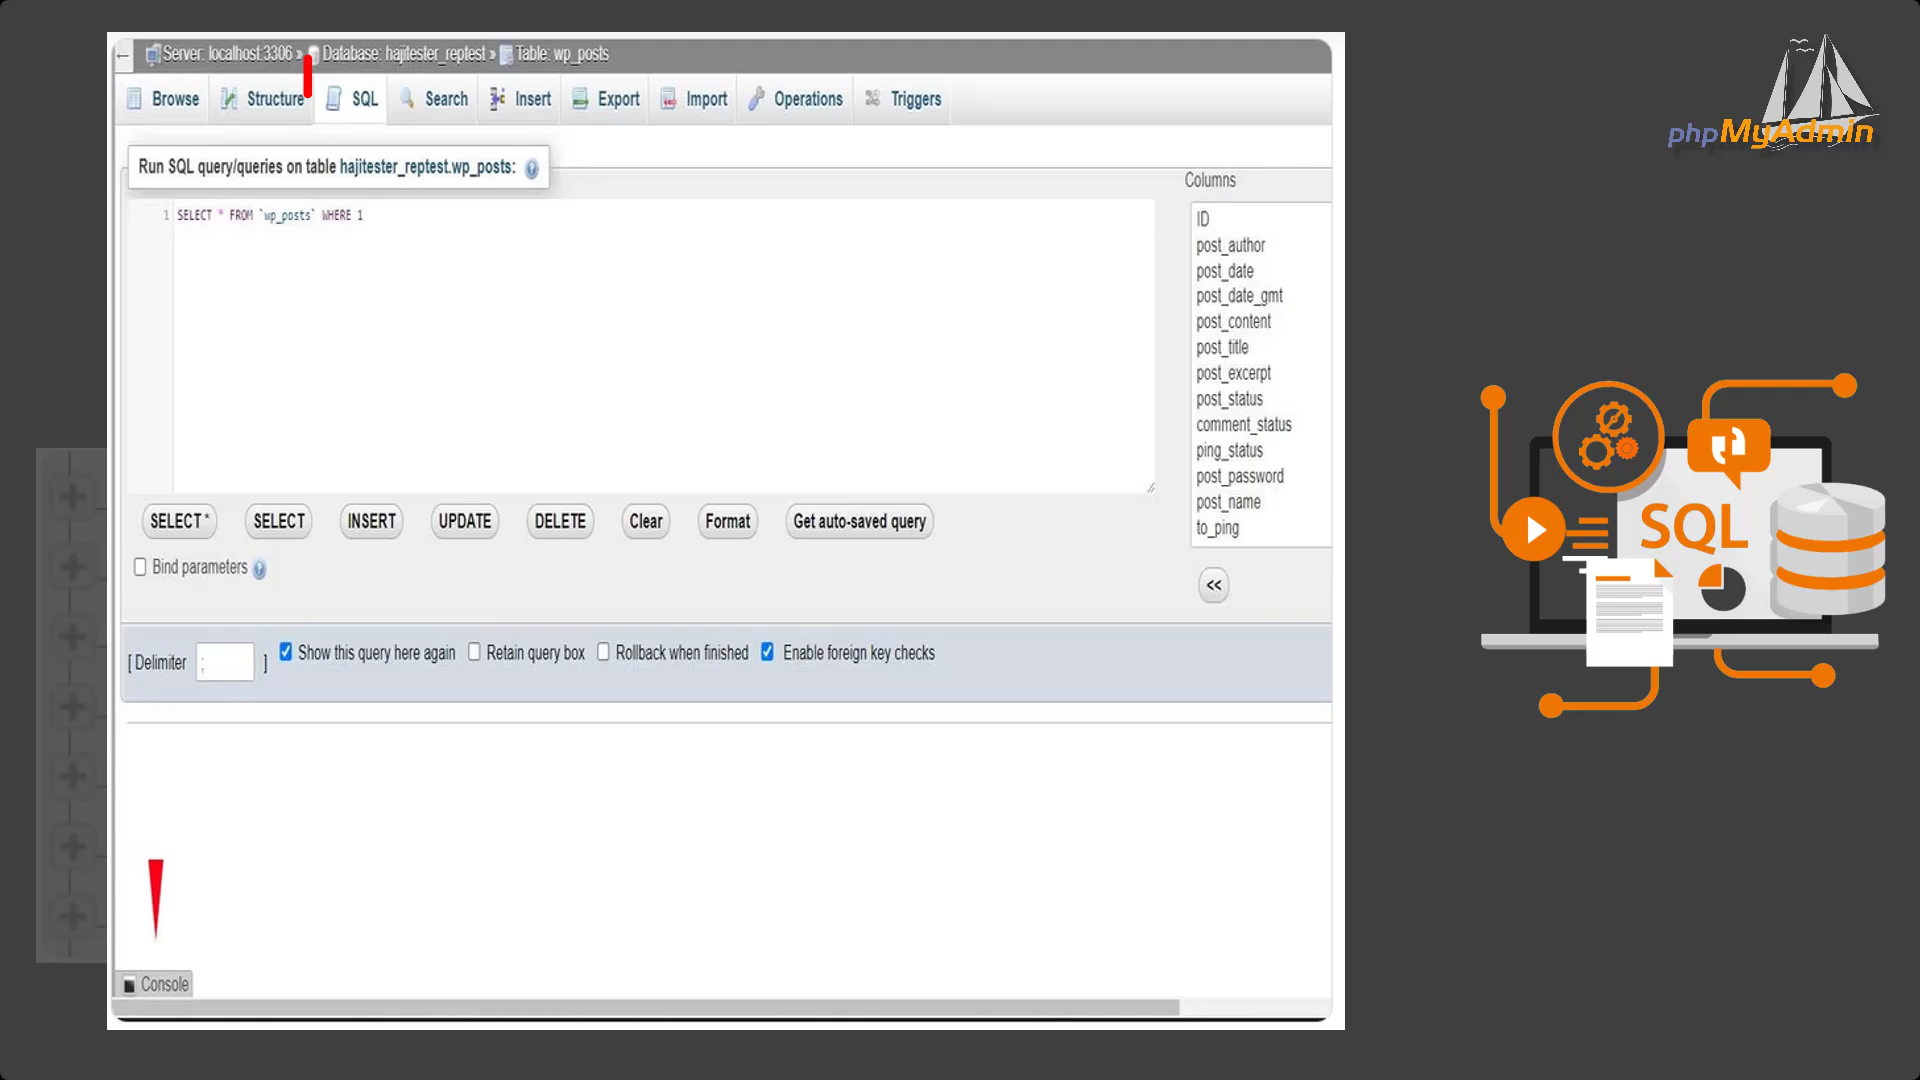 Server: localhost:3306 » Database: hajitester_reptest » Table: wp_posts
Browse Structure SQL Search Insert Export Import Operations Triggers
phpMyAdmin
Run SQL query/queries on table hajitester_reptest.wp_posts:
Columns
1 SELECT * FROM `wp_posts` WHERE 1
ID
post_author
post_date
post_date_gmt
post_content
post_title
post_excerpt
post_status
comment_status
ping_status
post_password
post_name
to_ping
SELECT * SELECT INSERT UPDATE DELETE Clear Format Get auto-saved query
Bind parameters
<<
SQL
[ Delimiter ; ] Show this query here again Retain query box Rollback when finished Enable foreign key checks
Console